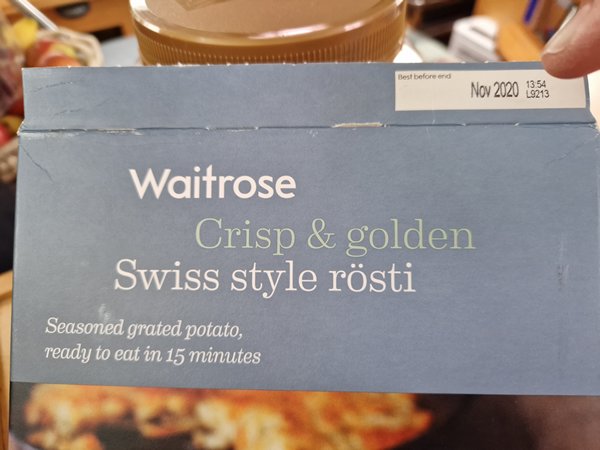 Best before end
Nov 2020 13:54
L9213
Waitrose
Crisp & golden
Swiss style rösti
Seasoned grated potato,
ready to eat in 15 minutes